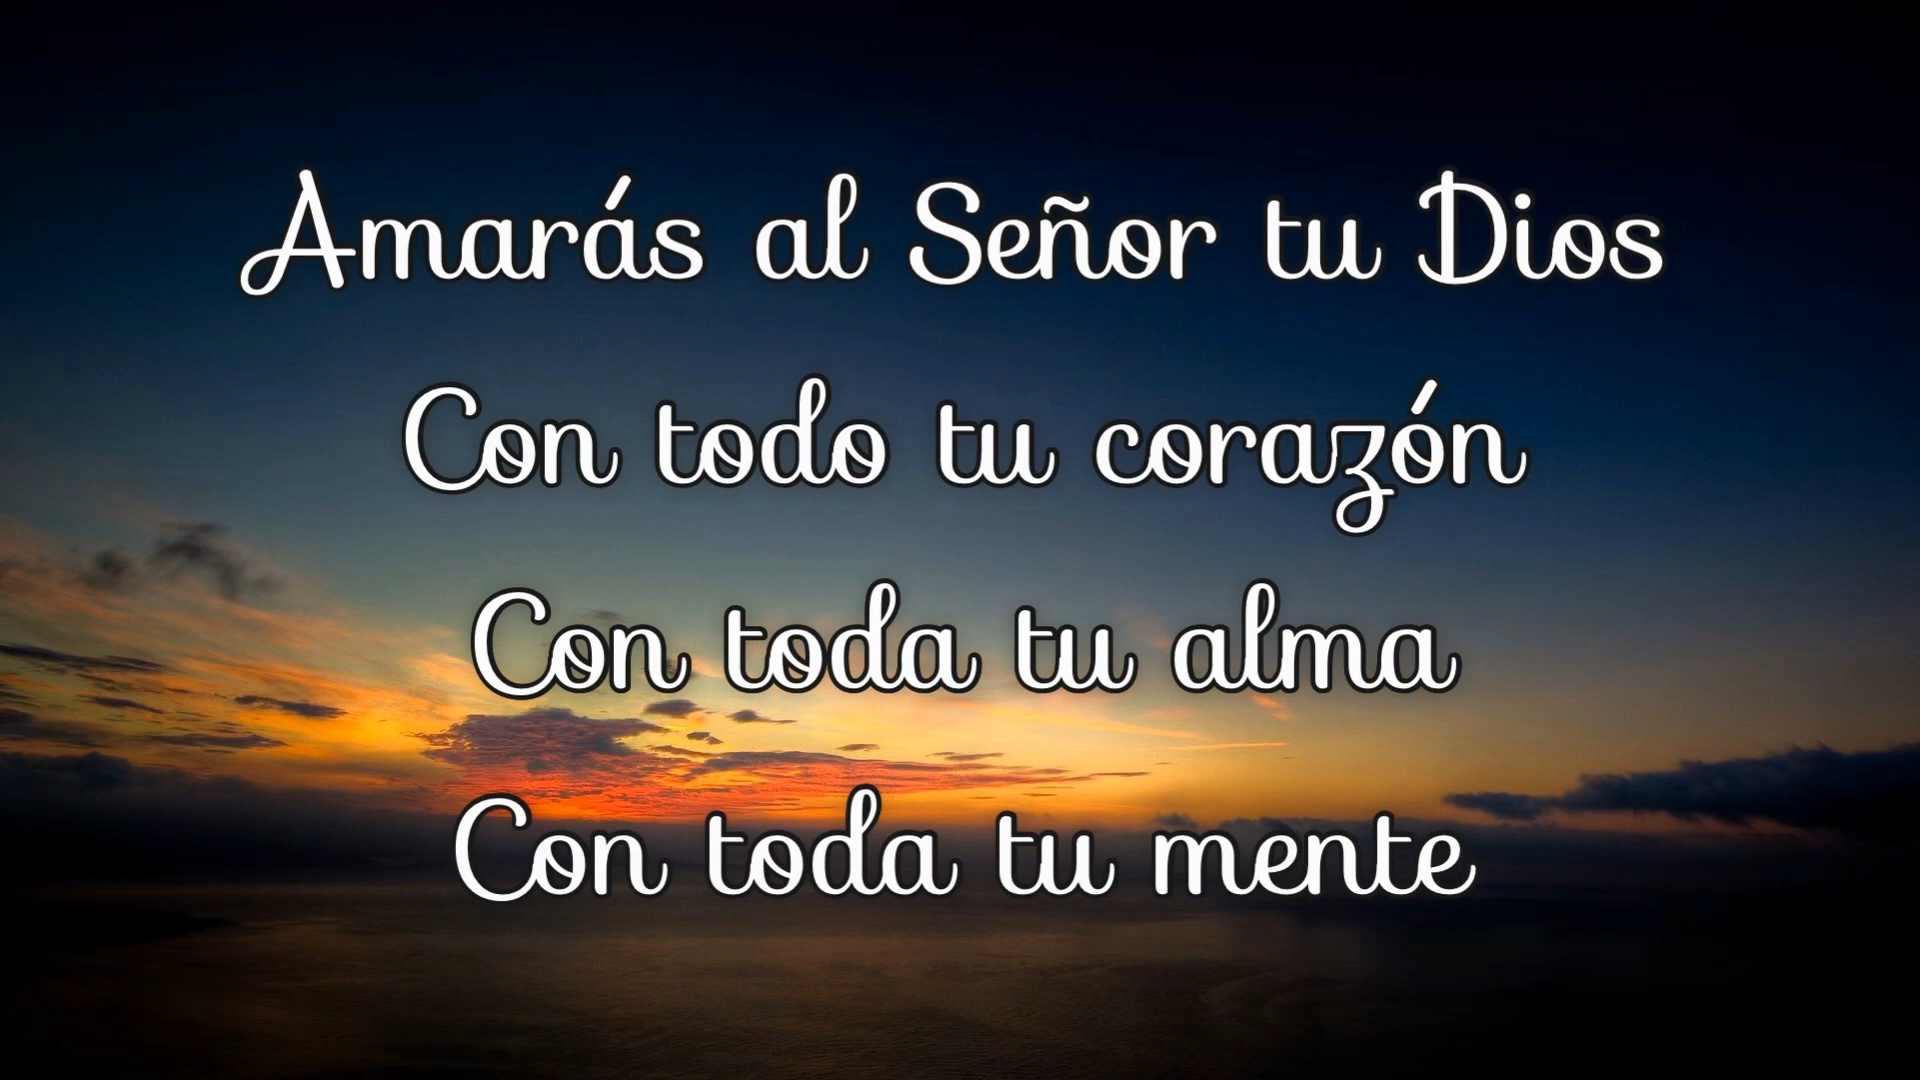 Amarás al Señor tu Dios
Con todo tu corazón
Con toda tu alma
Con toda tu mente